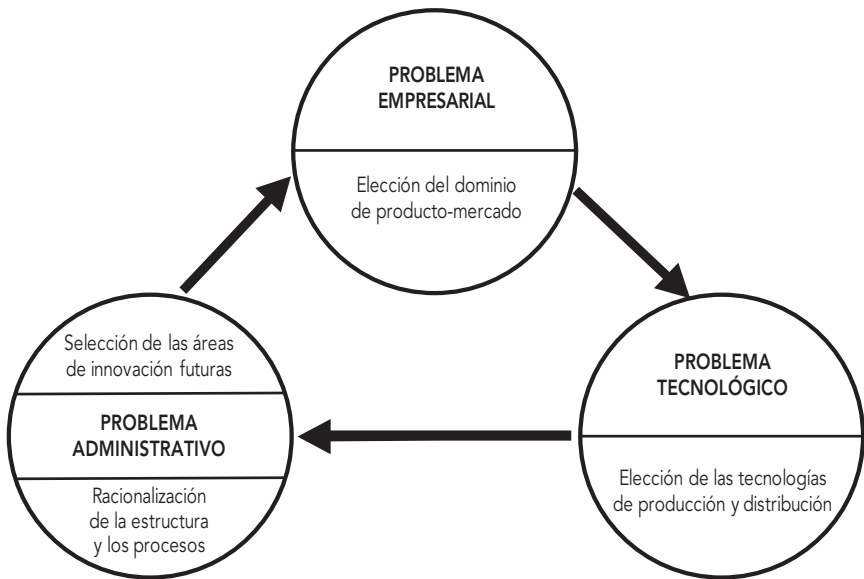 PROBLEMA
EMPRESARIAL
Elección del dominio
de producto-mercado
Selección de las áreas
de innovación futuras
PROBLEMA
ADMINISTRATIVO
Racionalización
de la estructura
y los procesos
PROBLEMA
TECNOLÓGICO
Elección de las tecnologías
de producción y distribución